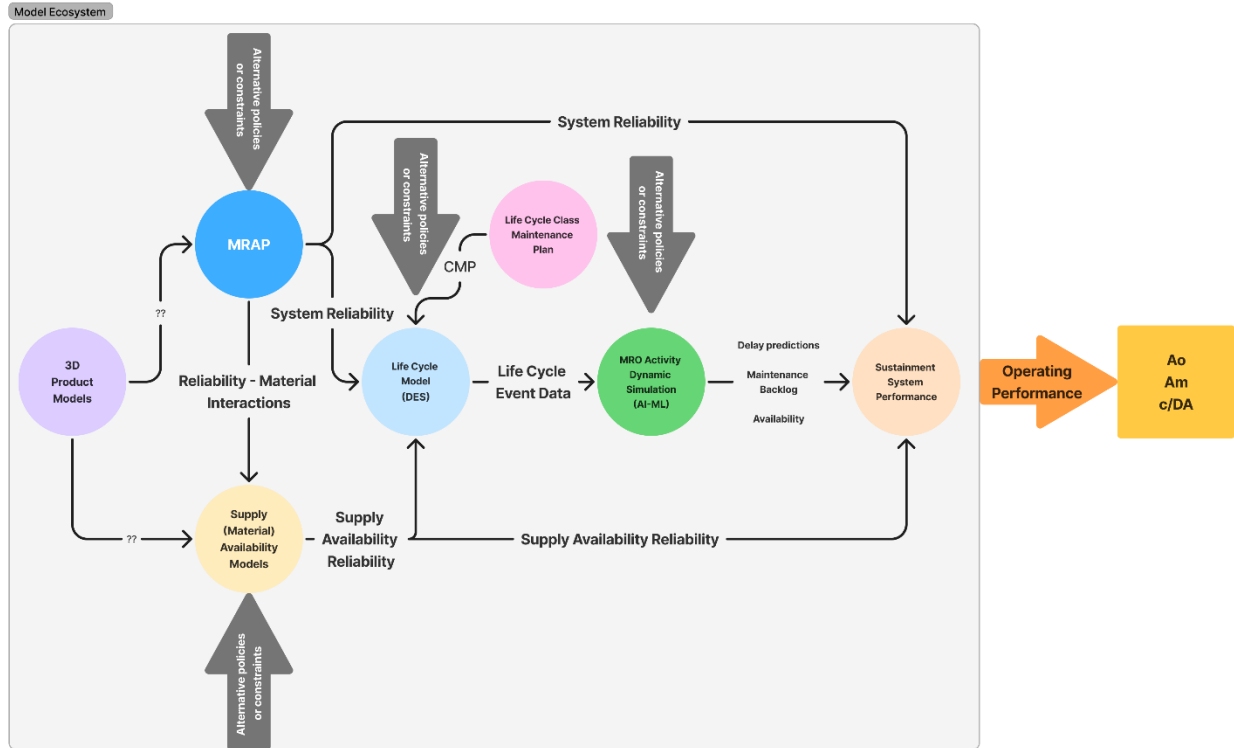 Model Ecosystem
Alternative policies
or constraints
System Reliability
Alternative policies
or constraints
Alternative policies
or constraints
Life Cycle Class
Maintenance
Plan
MRAP
CMP
??
System Reliability
3D
Product
Models
Reliability - Material
Interactions
Life Cycle
Model
(DES)
Life Cycle
Event Data
MRO Activity
Dynamic
Simulation
(AI-ML)
Delay predictions
Maintenance
Backlog
Availability
Sustainment
System
Performance
Operating
Performance
Ao
Am
c/DA
??
Supply
(Material)
Availability
Models
Supply
Availability
Reliability
Supply Availability Reliability
Alternative policies
or constraints